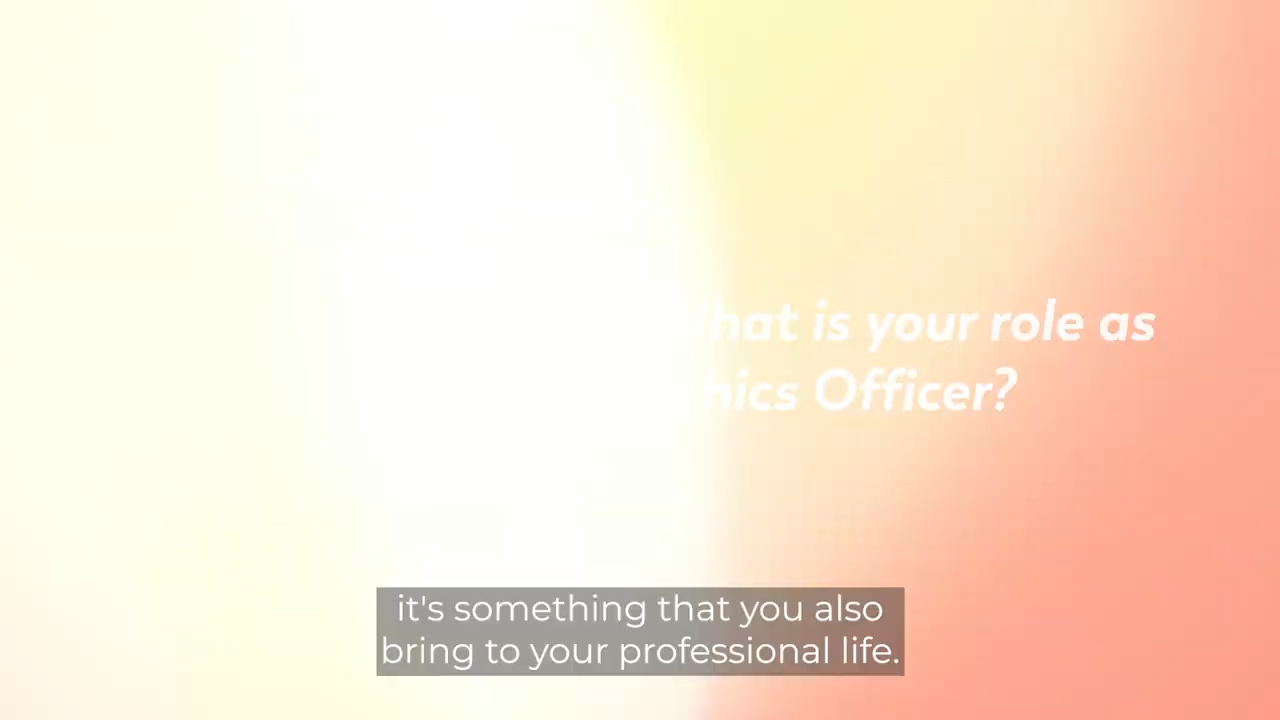 hat is your role as
hics Officer?
it's something that you also
bring to your professional life.